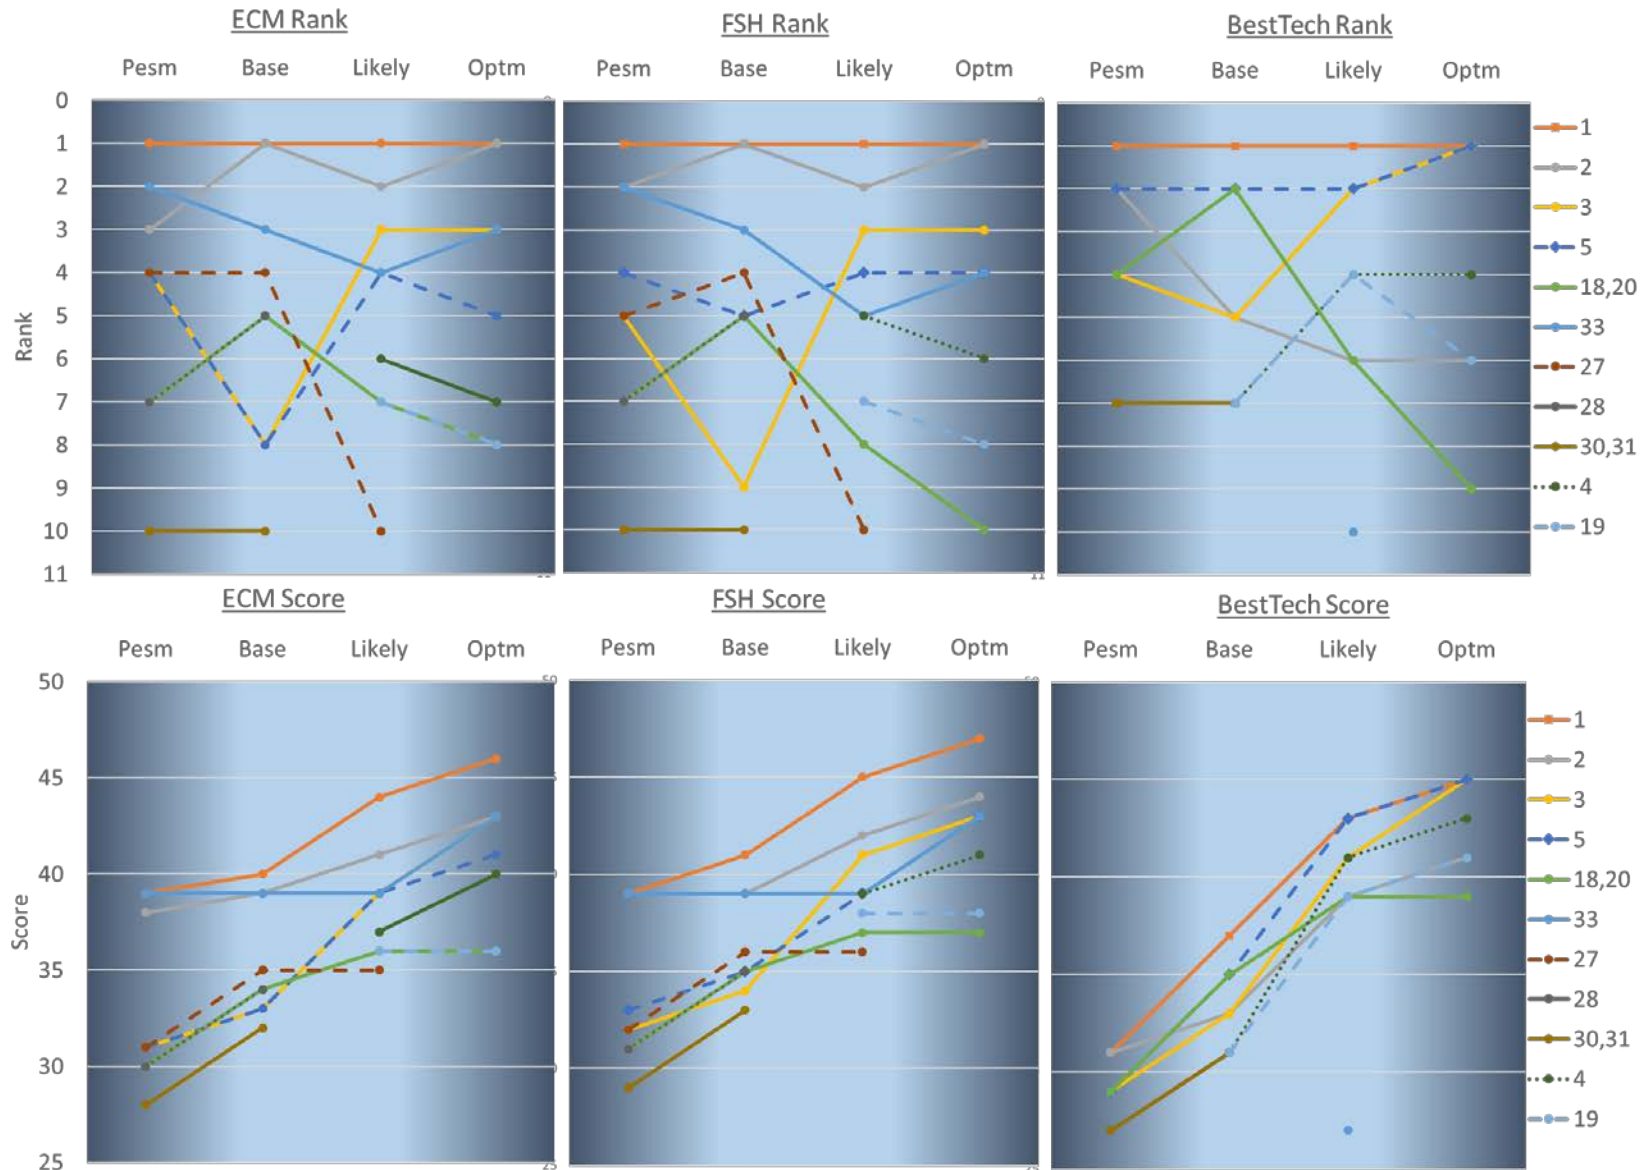 ECM Rank
FSH Rank
BestTech Rank
Pesm Base Likely Optm
Pesm Base Likely Optm
Pesm Base Likely Optm
Rank
0
1
2
3
4
5
6
7
8
9
10
11
11
1
2
3
5
18,20
33
27
28
30,31
4
19
ECM Score
FSH Score
BestTech Score
Pesm Base Likely Optm
Pesm Base Likely Optm
Pesm Base Likely Optm
Score
50
45
40
35
30
25
1
2
3
5
18,20
33
27
28
30,31
4
19